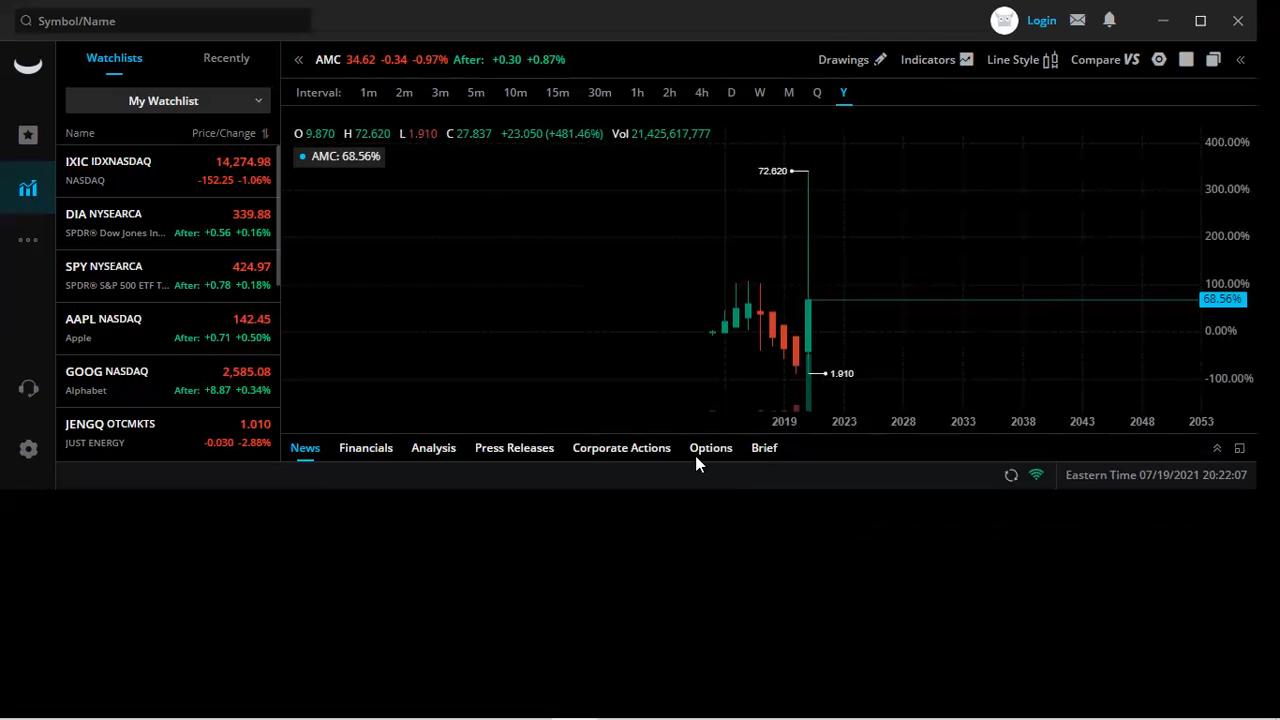 Symbol/Name
Login
Watchlists Recently
My Watchlist
Name Price/Change
IXIC IDXNASDAQ 14,274.98
NASDAQ -152.25 -1.06%
DIA NYSEARCA 339.88
SPDR® Dow Jones In... After: +0.56 +0.16%
SPY NYSEARCA 424.97
SPDR® S&P 500 ETF T... After: +0.78 +0.18%
AAPL NASDAQ 142.45
Apple After: +0.71 +0.50%
GOOG NASDAQ 2,585.08
Alphabet After: +8.87 +0.34%
JENGQ OTCMKTS 1.010
JUST ENERGY -0.030 -2.88%
AMC 34.62 -0.34 -0.97% After: +0.30 +0.87%
Drawings Indicators Line Style Compare VS
Interval: 1m 2m 3m 5m 10m 15m 30m 1h 2h 4h D W M Q Y
O 9.870 H 72.620 L 1.910 C 27.837 +23.050 (+481.46%) Vol 21,425,617,777
AMC: 68.56%
72.620
1.910
400.00%
300.00%
200.00%
100.00%
68.56%
0.00%
-100.00%
2019 2023 2028 2033 2038 2043 2048 2053
News Financials Analysis Press Releases Corporate Actions Options Brief
Eastern Time 07/19/2021 20:22:07